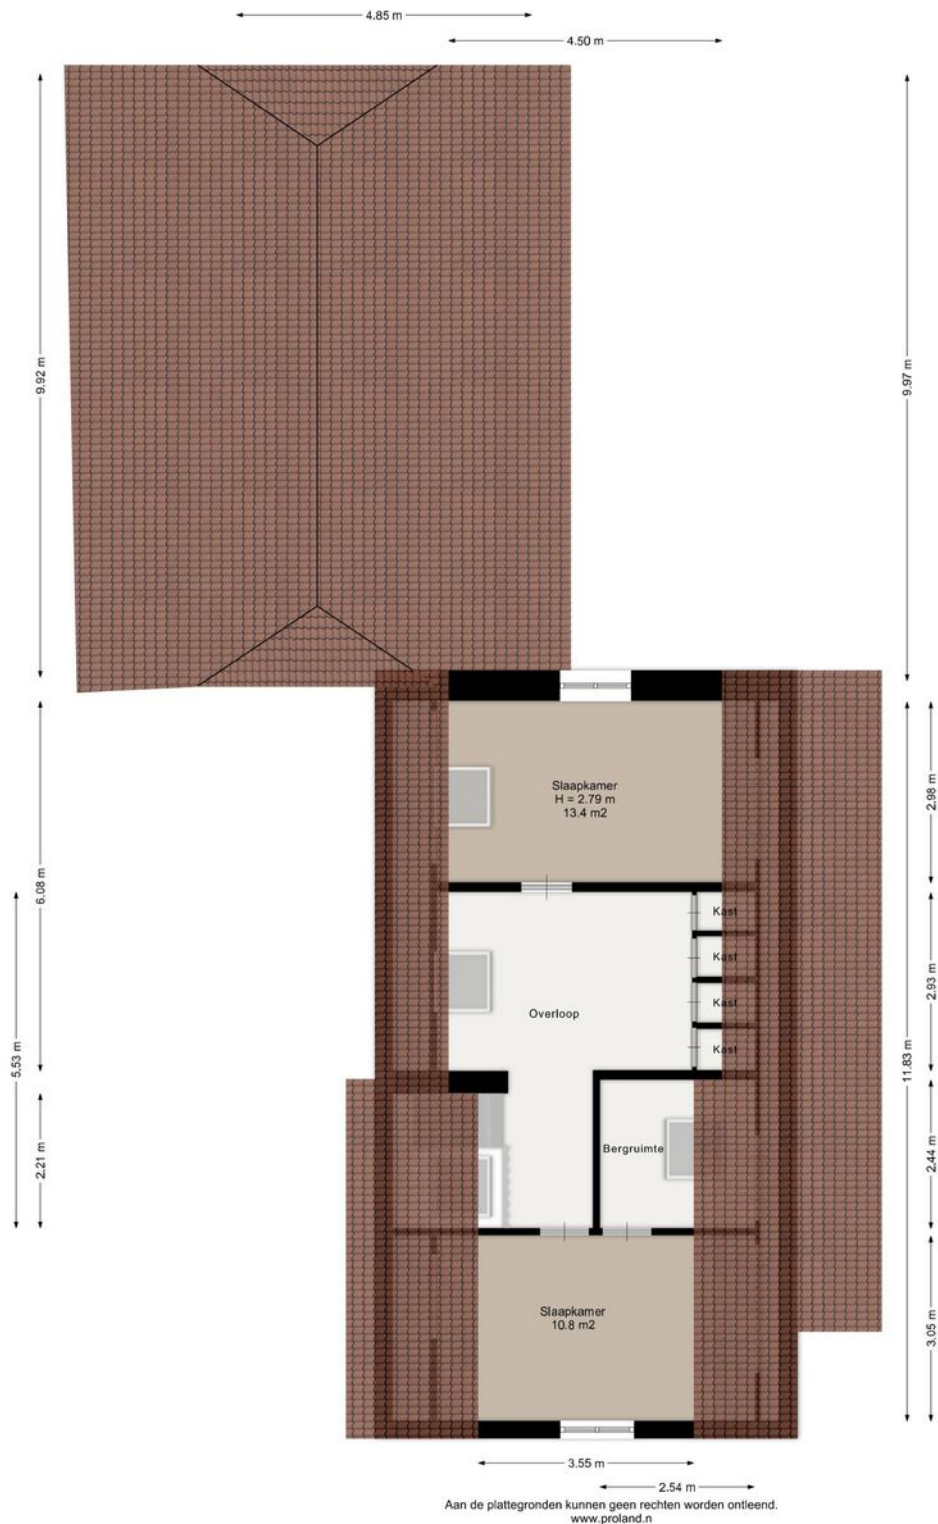 4.85 m
4.50 m
9.92 m
9.97 m
Slaapkamer
H = 2.79 m
13.4 m2
2.98 m
6.08 m
Kast
Kast
Kast
Kast
Overloop
2.93 m
5.53 m
11.83 m
Bergruimte
2.21 m
2.44 m
Slaapkamer
10.8 m2
3.05 m
3.55 m
2.54 m
Aan de plattegronden kunnen geen rechten worden ontleend.
www.proland.n